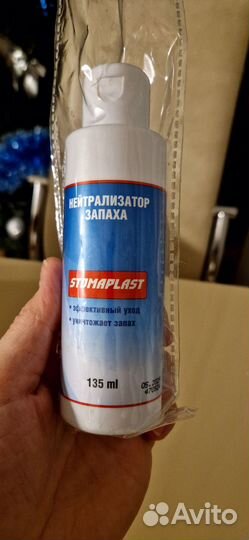 НЕЙТРАЛИЗАТОР
ЗАПАХА
STOMAPLAST
• эффективный уход
• уничтожает запах
135 ml
Avito